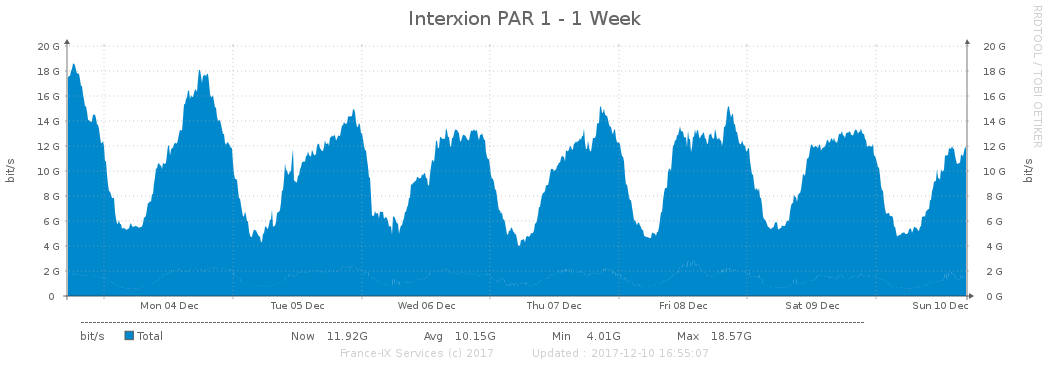 Interxion PAR 1 - 1 Week
RRDTOOL / TOBI OETIKER
bit/s
20 G 20 G
18 G 18 G
16 G 16 G
14 G 14 G
12 G 12 G
10 G 10 G
8 G 8 G
6 G 6 G
4 G 4 G
2 G 2 G
0 0 G
bit/s
Mon 04 Dec Tue 05 Dec Wed 06 Dec Thu 07 Dec Fri 08 Dec Sat 09 Dec Sun 10 Dec
bit/s Total Now 11.92G Avg 10.15G Min 4.01G Max 18.57G
France-IX Services (c) 2017 Updated : 2017-12-10 16:55:07